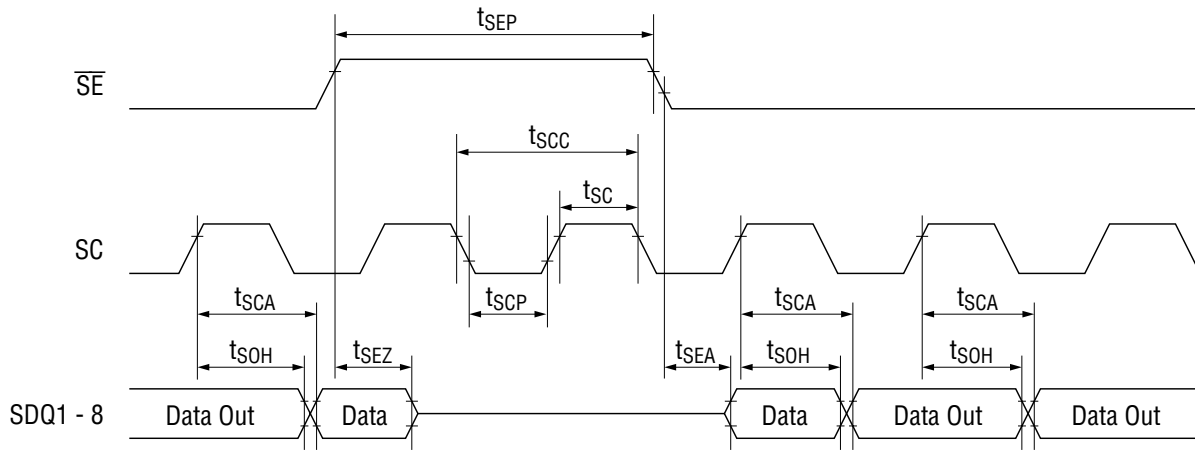 tSEP
SE
tSCC
tSC
SC
tSCP
tSCA tSCA tSCA
tSOH tSEZ tSEA tSOH tSOH
SDQ1 - 8 Data Out Data Data Data Out Data Out